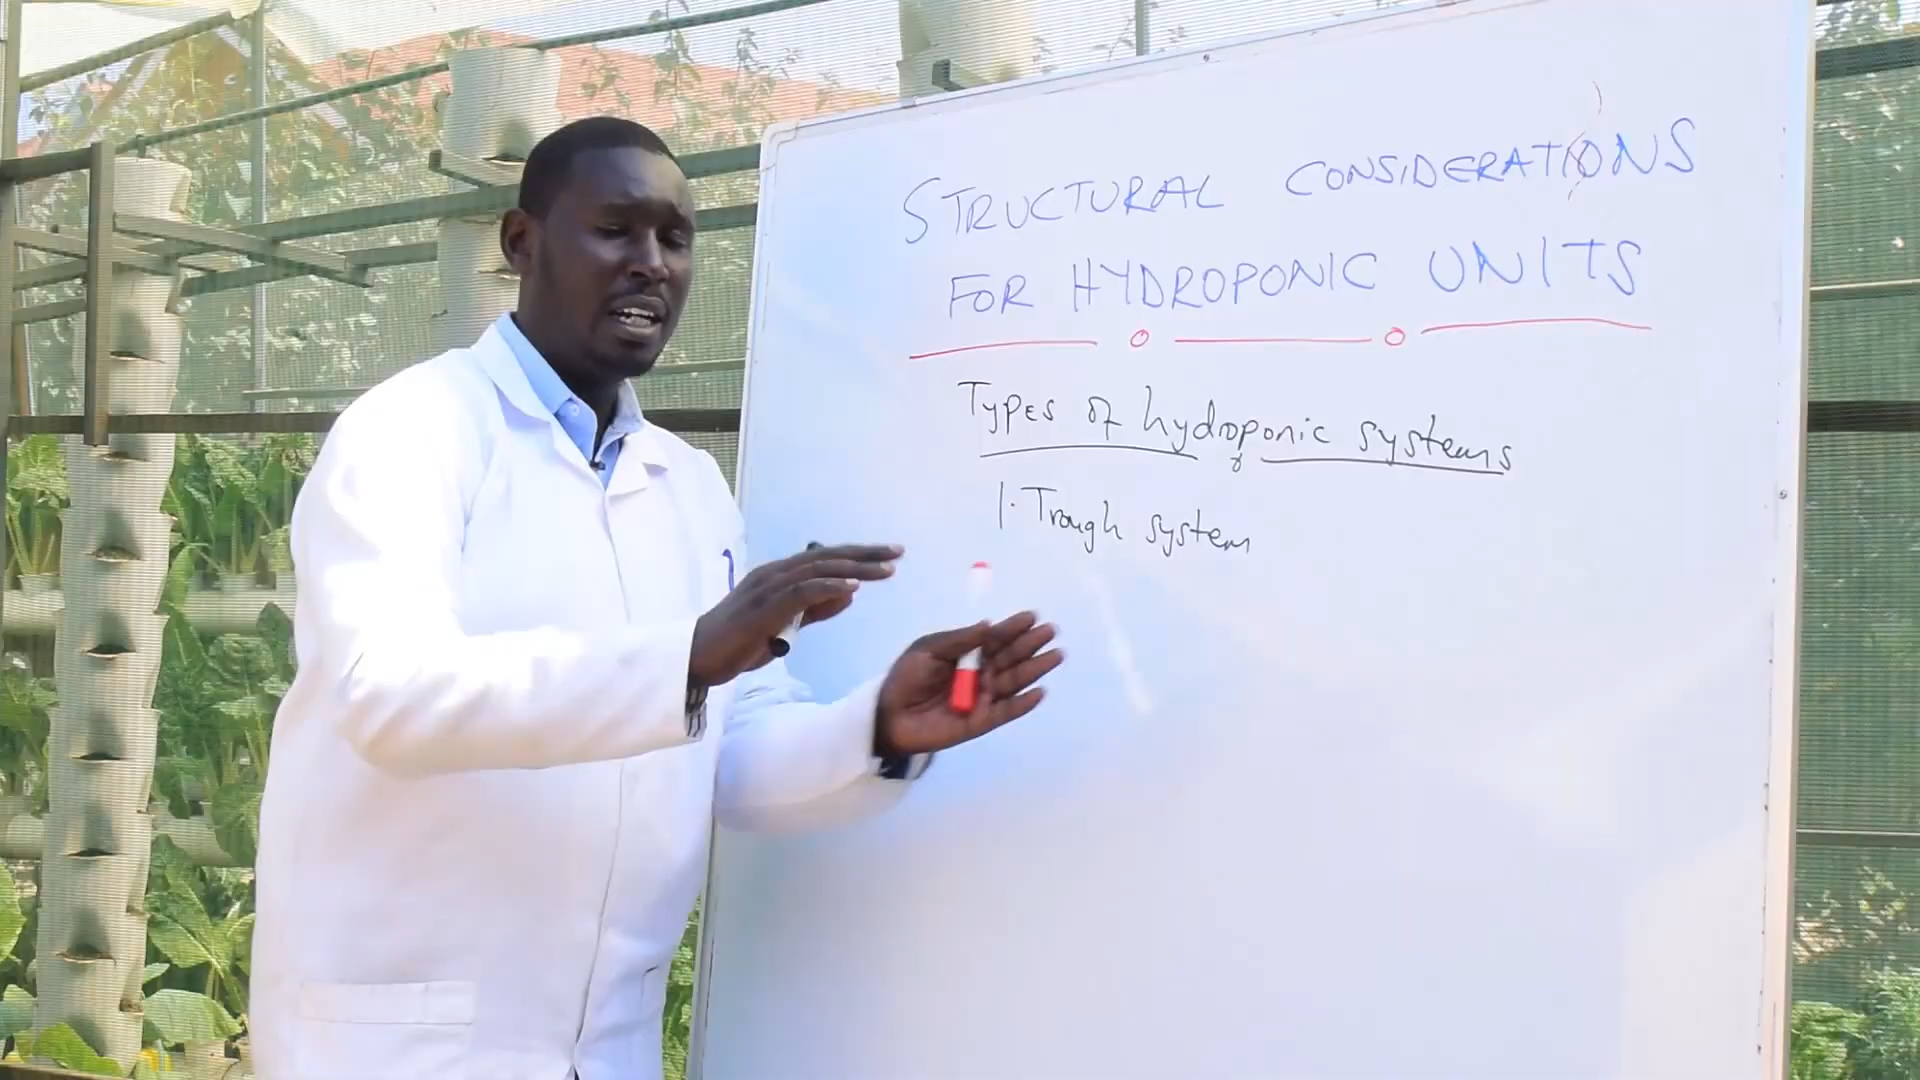 STRUCTURAL CONSIDERATIONS
FOR HYDROPONIC UNITS
Types of hydroponic systems
1. Trough system